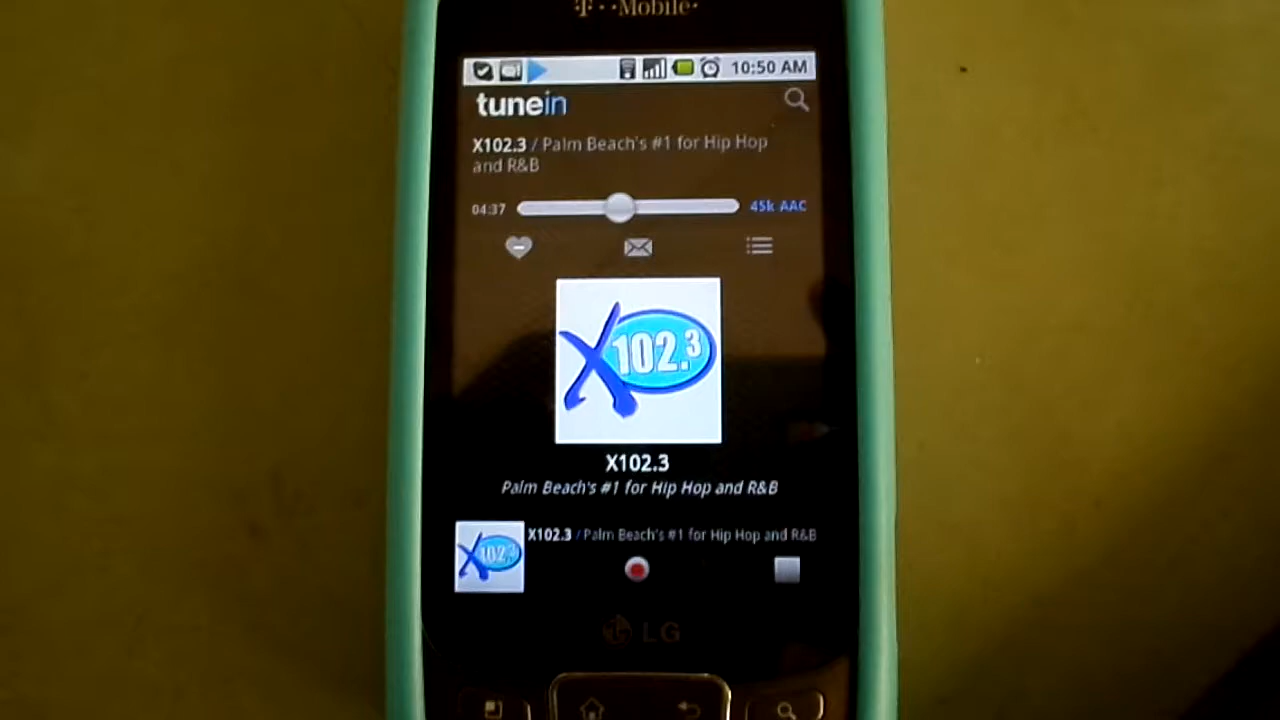 T··Mobile·
10:50 AM
tunein
X102.3 / Palm Beach's #1 for Hip Hop
and R&B
04:37
45k AAC
X102.3
X102.3
Palm Beach's #1 for Hip Hop and R&B
X102.3
X102.3 / Palm Beach's #1 for Hip Hop and R&B
LG